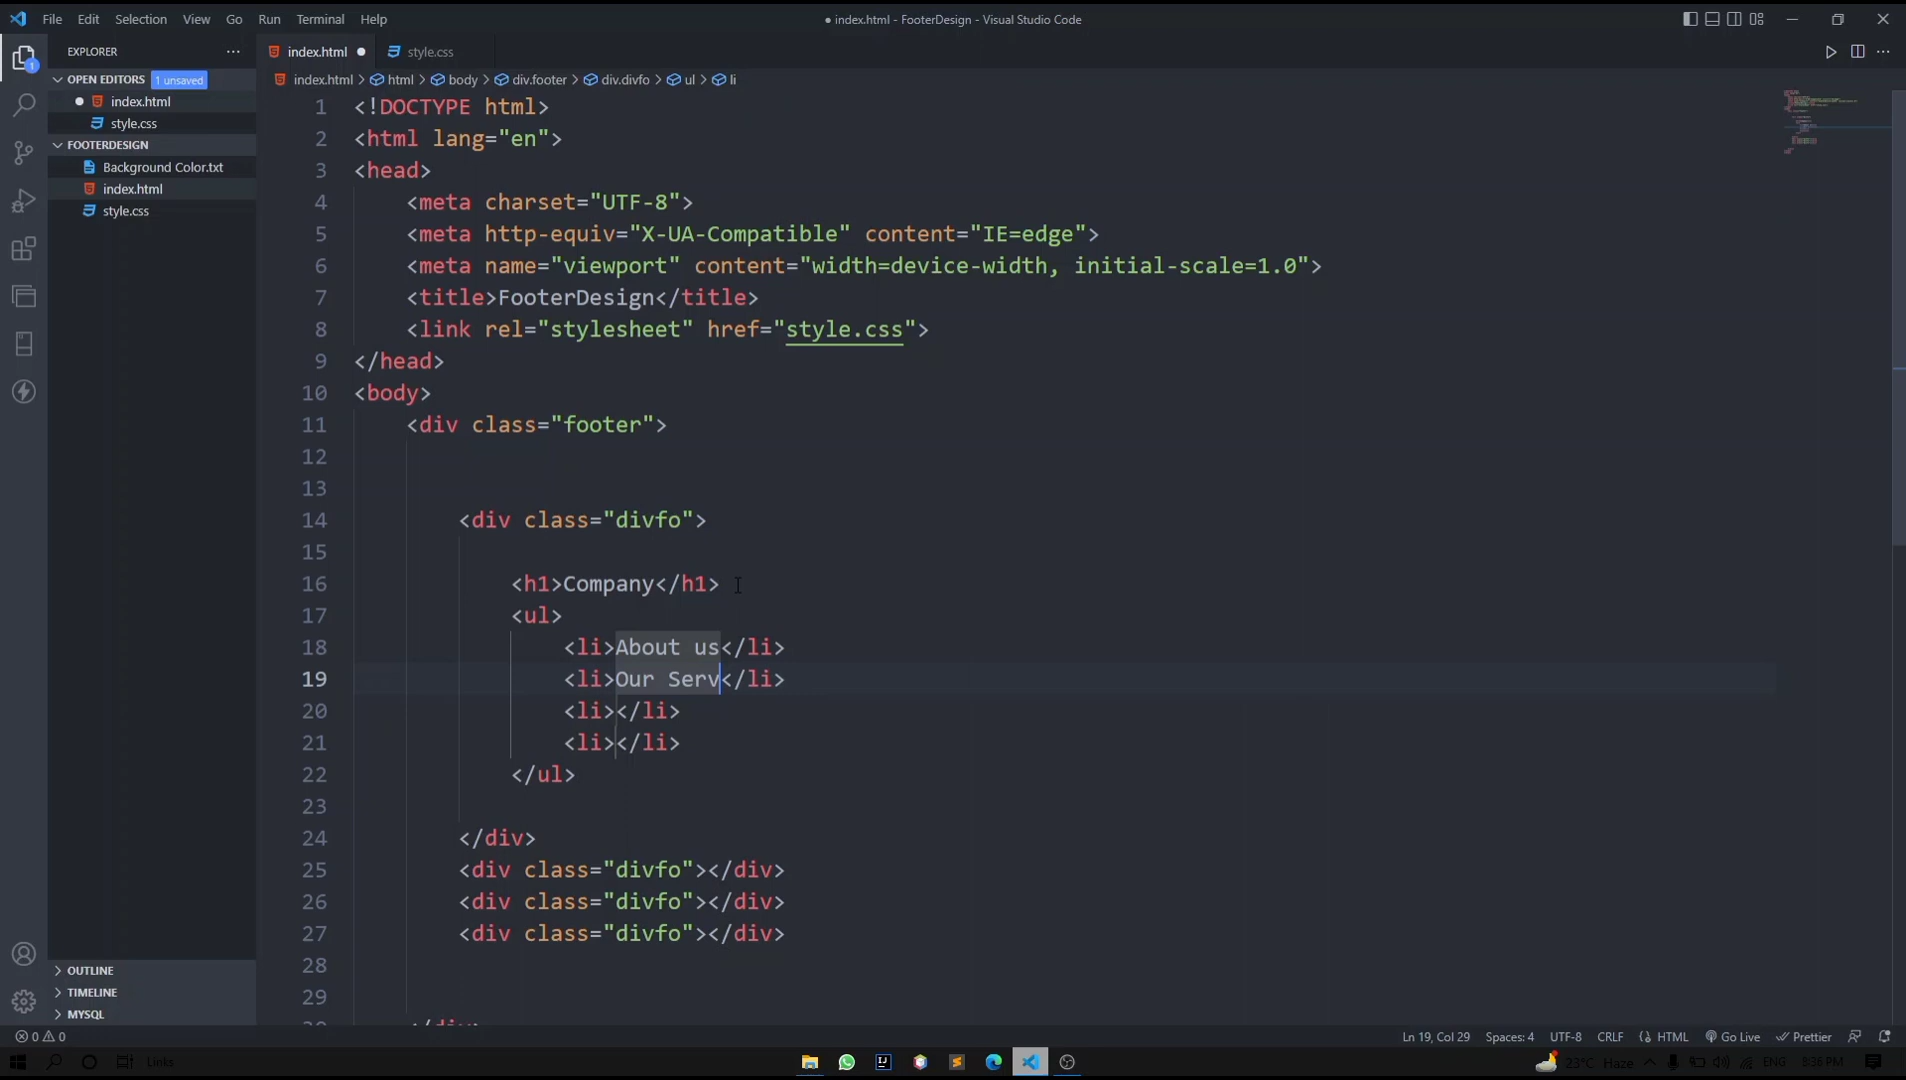 File Edit Selection View Go Run Terminal Help
● index.html - FooterDesign - Visual Studio Code
EXPLORER ...
OPEN EDITORS 1 unsaved
index.html
style.css
FOOTERDESIGN
Background Color.txt
index.html
style.css
OUTLINE
TIMELINE
MYSQL
1
index.html ● style.css
index.html > html > body > div.footer > div.divfo > ul > li
1 <!DOCTYPE html>
2 <html lang="en">
3 <head>
4 <meta charset="UTF-8">
5 <meta http-equiv="X-UA-Compatible" content="IE=edge">
6 <meta name="viewport" content="width=device-width, initial-scale=1.0">
7 <title>FooterDesign</title>
8 <link rel="stylesheet" href="style.css">
9 </head>
10 <body>
11 <div class="footer">
12
13
14 <div class="divfo">
15
16 <h1>Company</h1>
17 <ul>
18 <li>About us</li>
19 <li>Our Serv</li>
20 <li></li>
21 <li></li>
22 </ul>
23
24 </div>
25 <div class="divfo"></div>
26 <div class="divfo"></div>
27 <div class="divfo"></div>
28
29
0 0 Ln 19, Col 29 Spaces: 4 UTF-8 CRLF HTML Go Live Prettier
Links 23°C Haze ENG 8:36 PM